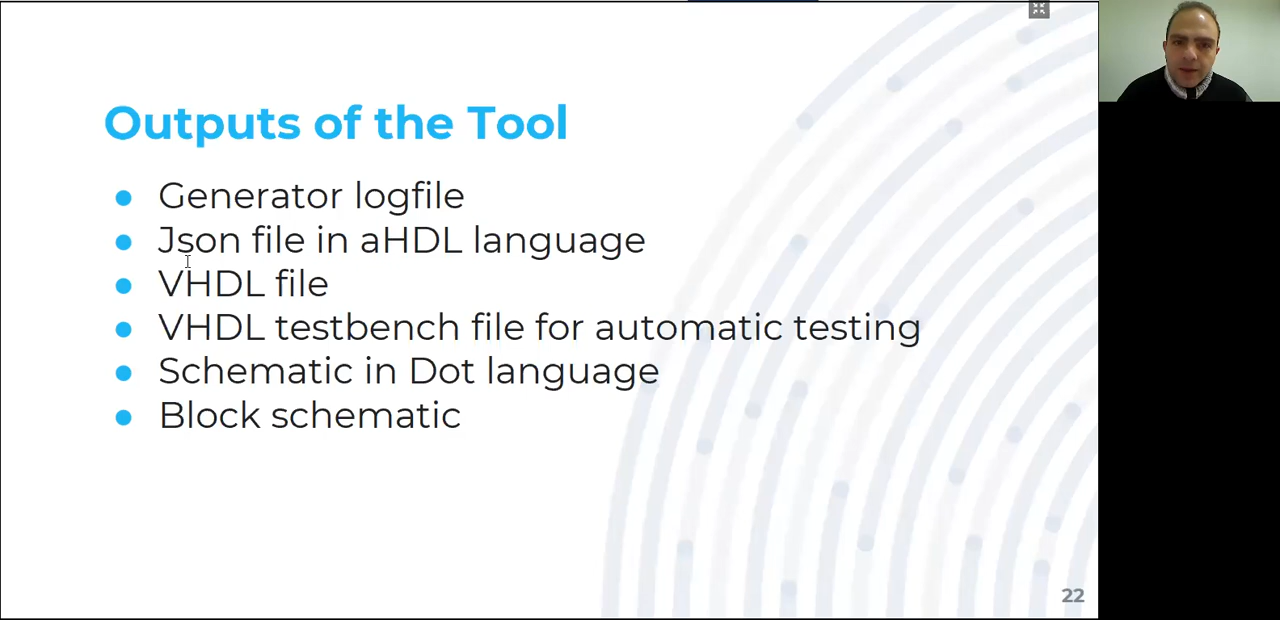 Outputs of the Tool
Generator logfile
Json file in aHDL language
VHDL file
VHDL testbench file for automatic testing
Schematic in Dot language
Block schematic
22